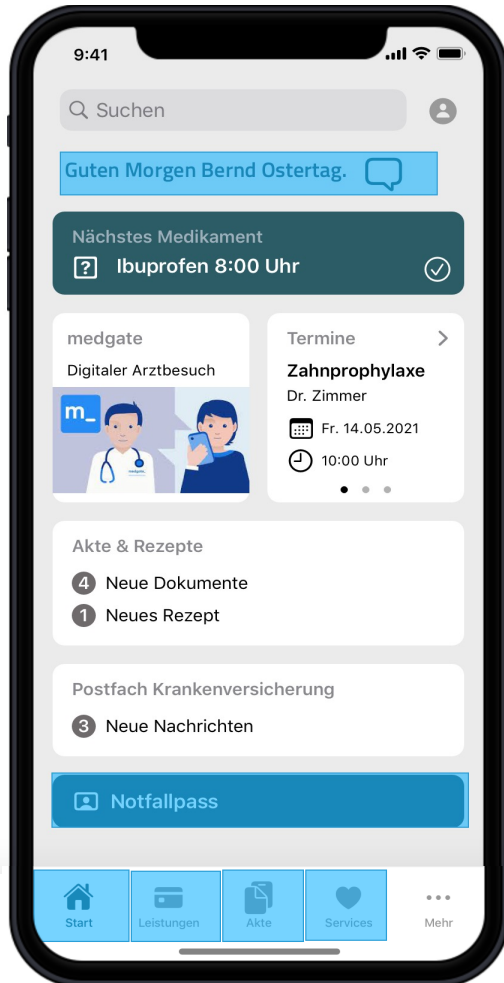 9:41
Suchen
Guten Morgen Bernd Ostertag.
Nächstes Medikament
? Ibuprofen 8:00 Uhr
medgate
Digitaler Arztbesuch
m_
Termine
Zahnprophylaxe
Dr. Zimmer
Fr. 14.05.2021
10:00 Uhr
Akte & Rezepte
4 Neue Dokumente
1 Neues Rezept
Postfach Krankenversicherung
3 Neue Nachrichten
Notfallpass
Start Leistungen Akte Services Mehr